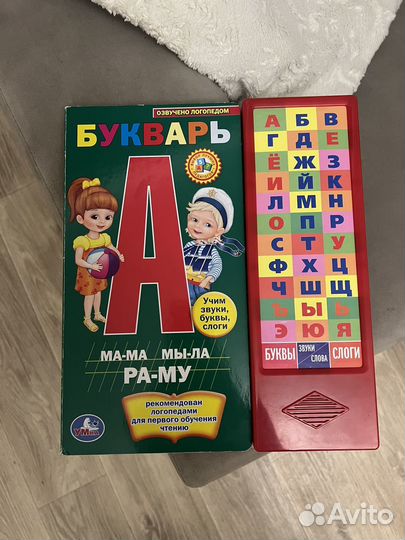 ОЗВУЧЕНО ЛОГОПЕДОМ
БУКВАРЬ
А
Учим
звуки,
буквы,
слоги
МА-МА МЫ-ЛА
РА-МУ
рекомендован
логопедами
для первого обучения
чтению
УМка
А Б В
Г Д Е
Ё Ж З
И Й К
Л М Н
О П Р
С Т У
Ф Х Ц
Ч Ш Щ
Ъ Ы Ь
Э Ю Я
БУКВЫ ЗВУКИ СЛОВА СЛОГИ
Avito